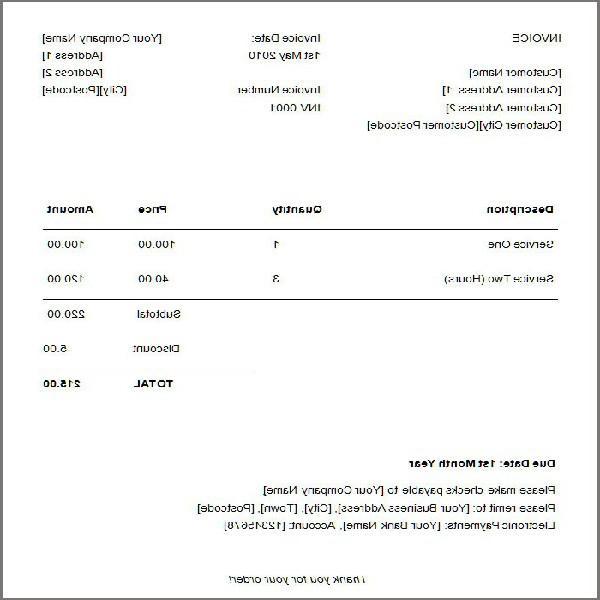 INVOICE
[Customer Name]
[Customer Address 1]
[Customer Address 2]
[Customer City][Customer Postcode]
Invoice Date:
1st May 2010
Invoice Number
INV 0001
[Your Company Name]
[Address 1]
[Address 2]
[City][Postcode]
Description Quantity Price Amount
Service One 1 100.00 100.00
Service Two (Hours) 3 40.00 120.00
Subtotal 220.00
Discount 5.00
TOTAL 215.00
Due Date: 1st Month Year
Please make checks payable to [Your Company Name]
Please remit to: [Your Business Address], [City], [Town], [Postcode]
Electronic Payments: [Your Bank Name], Account: [12345678]
Thank you for your order!